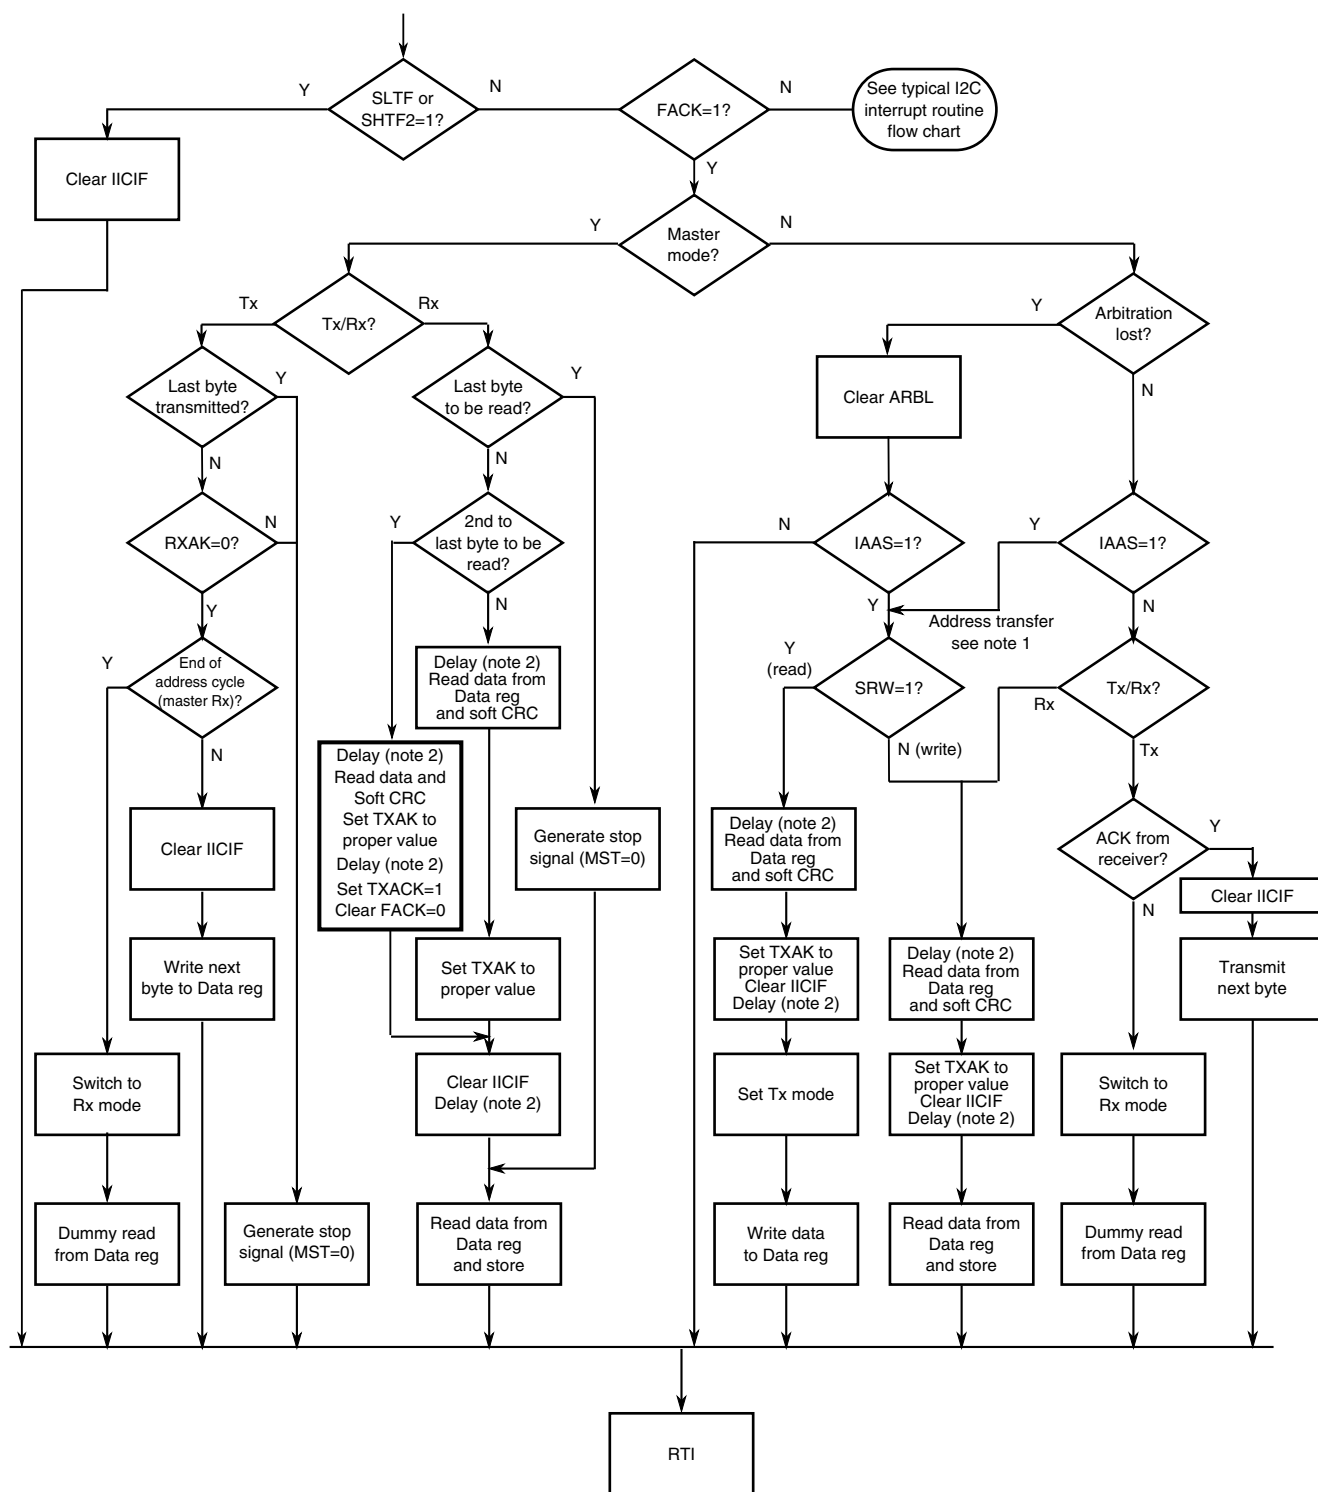 Y
SLTF or
SHTF2=1?
N
FACK=1?
N
See typical I2C
interrupt routine
flow chart
Clear IICIF
Y
Y
Master
mode?
N
Tx
Tx/Rx?
Rx
Y
Arbitration
lost?
Last byte
transmitted?
Y
Last byte
to be read?
Y
Clear ARBL
N
N
N
RXAK=0?
N
Y
2nd to
last byte to be
read?
N
IAAS=1?
Y
IAAS=1?
Y
N
Y
Address transfer
see note 1
N
Y
End of
address cycle
(master Rx)?
Delay (note 2)
Read data from
Data reg
and soft CRC
Y
(read)
SRW=1?
Rx
Tx/Rx?
N
N (write)
Tx
Delay (note 2)
Read data and
Soft CRC
Set TXAK to
proper value
Delay (note 2)
Set TXACK=1
Clear FACK=0
Clear IICIF
Generate stop
signal (MST=0)
Delay (note 2)
Read data from
Data reg
and soft CRC
ACK from
receiver?
Y
Clear IICIF
N
Write next
byte to Data reg
Set TXAK to
proper value
Set TXAK to
proper value
Clear IICIF
Delay (note 2)
Delay (note 2)
Read data from
Data reg
and soft CRC
Transmit
next byte
Switch to
Rx mode
Clear IICIF
Delay (note 2)
Set Tx mode
Set TXAK to
proper value
Clear IICIF
Delay (note 2)
Switch to
Rx mode
Dummy read
from Data reg
Generate stop
signal (MST=0)
Read data from
Data reg
and store
Write data
to Data reg
Read data from
Data reg
and store
Dummy read
from Data reg
RTI